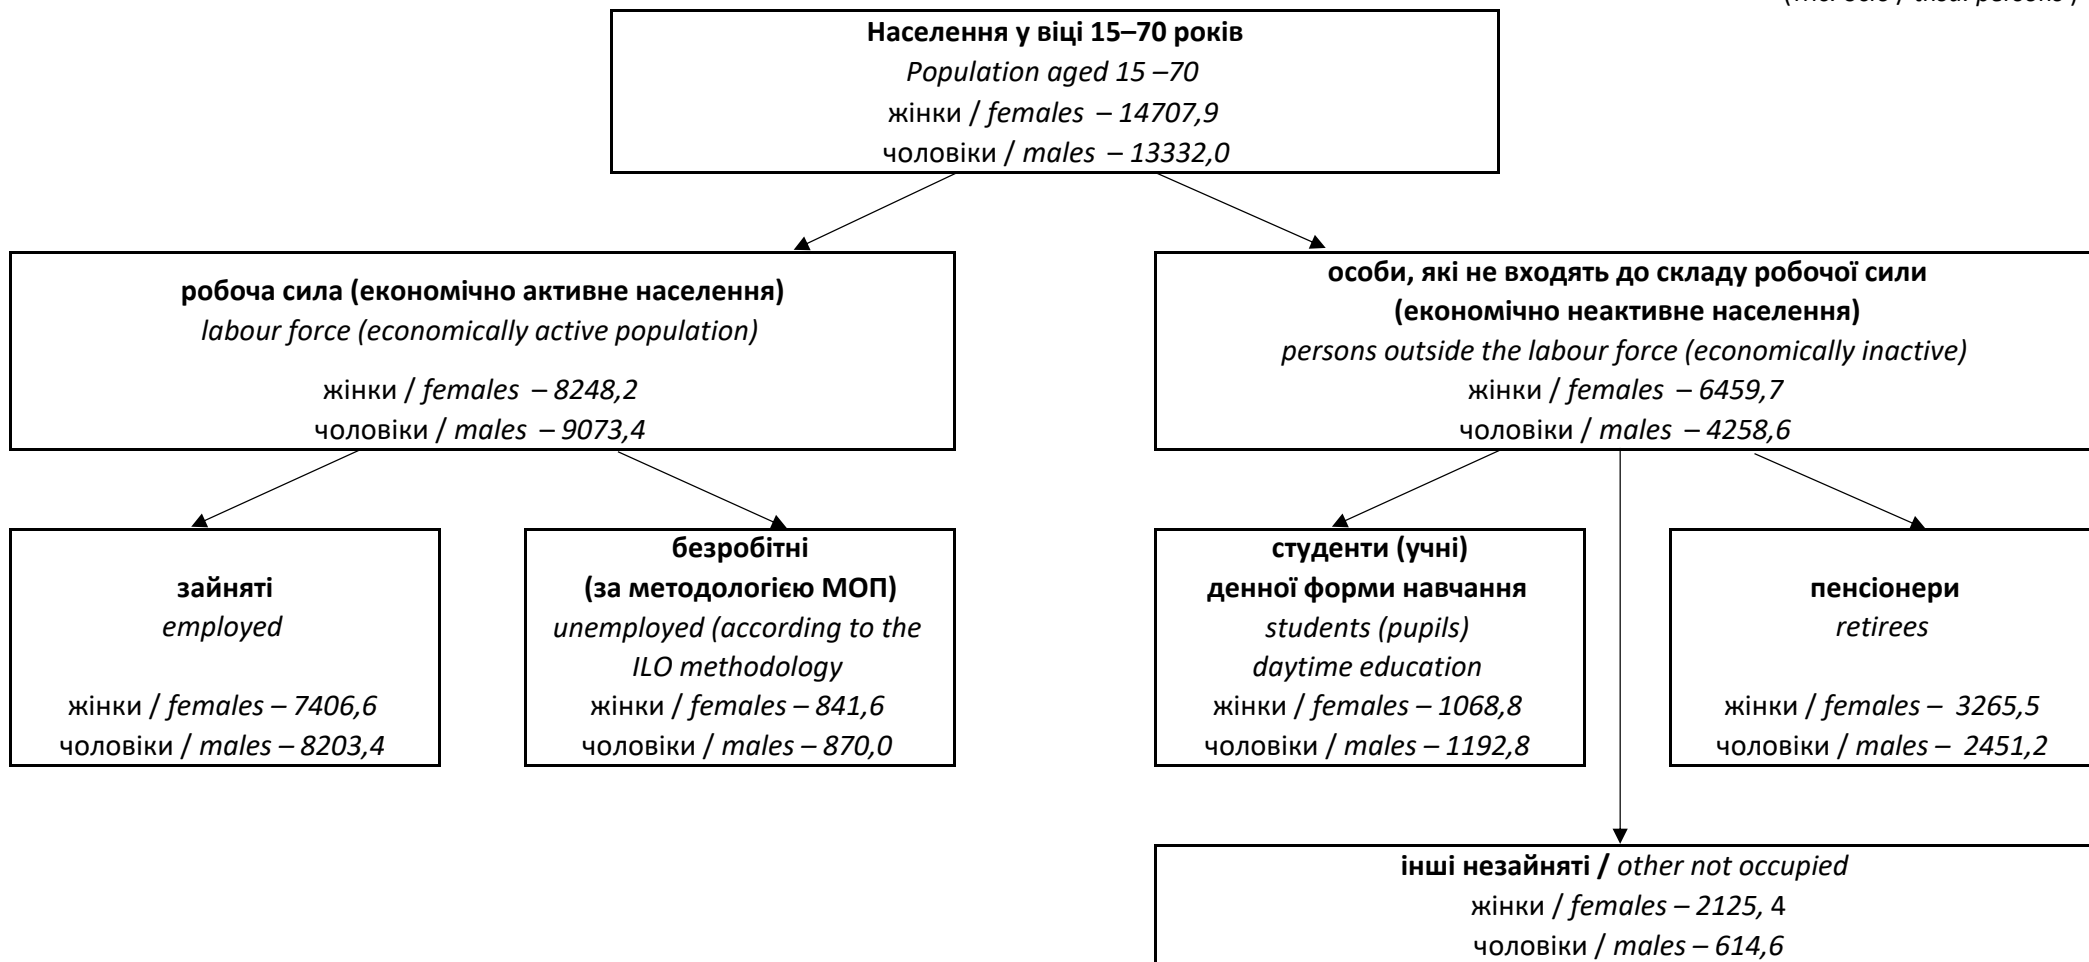 (тис. осіб / thsd. persons )
Населення у віці 15–70 років
Population aged 15 –70
жінки / females – 14707,9
чоловіки / males – 13332,0
робоча сила (економічно активне населення)
labour force (economically active population)
жінки / females – 8248,2
чоловіки / males – 9073,4
особи, які не входять до складу робочої сили
(економічно неактивне населення)
persons outside the labour force (economically inactive)
жінки / females – 6459,7
чоловіки / males – 4258,6
зайняті
employed
жінки / females – 7406,6
чоловіки / males – 8203,4
безробітні
(за методологією МОП)
unemployed (according to the
ILO methodology
жінки / females – 841,6
чоловіки / males – 870,0
студенти (учні)
денної форми навчання
students (pupils)
daytime education
жінки / females – 1068,8
чоловіки / males – 1192,8
пенсіонери
retirees
жінки / females – 3265,5
чоловіки / males – 2451,2
інші незайняті / other not occupied
жінки / females – 2125, 4
чоловіки / males – 614,6